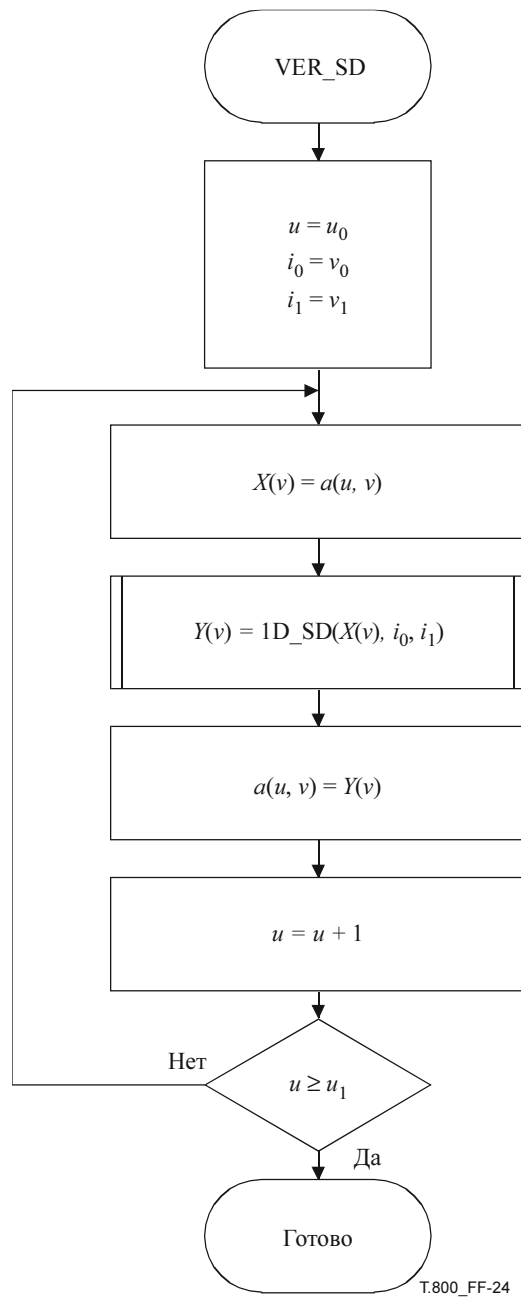 VER_SD
u = u₀
i₀ = v₀
i₁ = v₁
X(v) = a(u, v)
Y(v) = 1D_SD(X(v), i₀, i₁)
a(u, v) = Y(v)
u = u + 1
Нет
u ≥ u₁
Да
Готово
T.800_FF-24